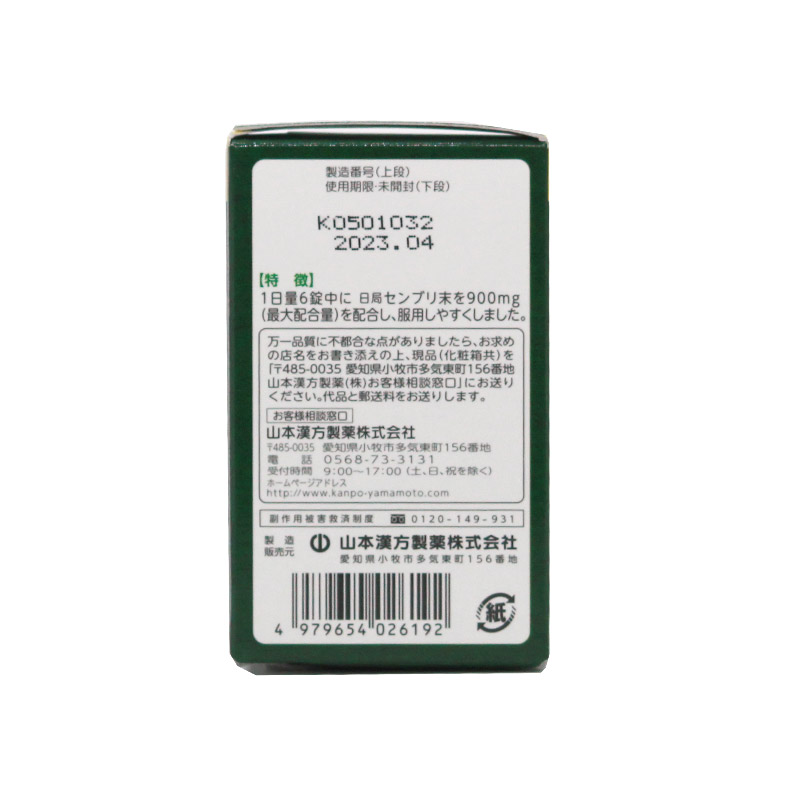 製造番号(上段)
使用期限・未開封(下段)
K0501032
2023.04
【特 徴】
1日量6錠中に 日局センブリ末を900mg
(最大配合量)を配合し、服用しやすくしました。
万一品質に不都合な点がありましたら、お求め
の店名をお書き添えの上、現品(化粧箱共)を
「〒485-0035 愛知県小牧市多気東町156番地
山本漢方製薬(株)お客様相談窓口」にお送り
ください。代品と郵送料をお送りします。
お客様相談窓口
山本漢方製薬株式会社
〒485-0035 愛知県小牧市多気東町156番地
電 話 0568-73-3131
受付時間 9:00~17:00 (土、日、祝を除く)
ホームページアドレス
http://www.kanpo-yamamoto.com
副作用被害救済制度 0120-149-931
製 造
販売元 山本漢方製薬株式会社
愛知県小牧市多気東町156番地
4 979654 026192
紙